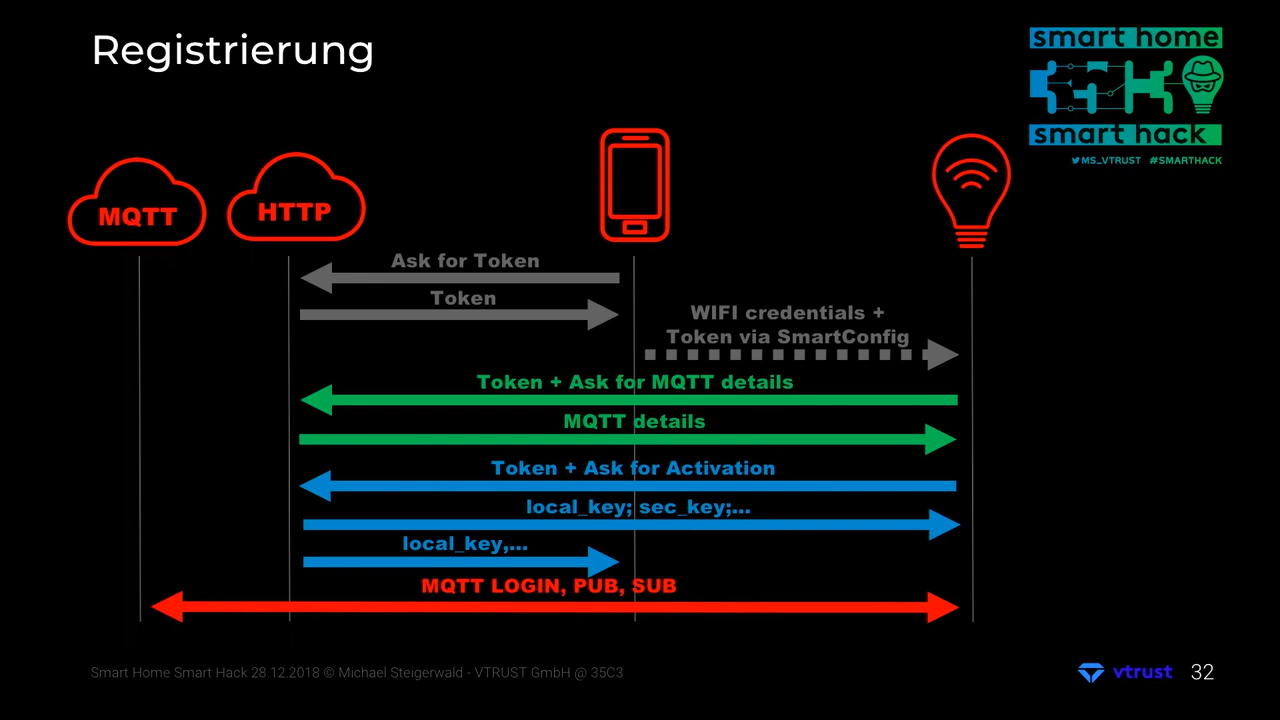 Registrierung
smart home
35K3
smart hack
MS_VTRUST #SMARTHACK
MQTT
HTTP
Ask for Token
Token
WIFI credentials +
Token via SmartConfig
Token + Ask for MQTT details
MQTT details
Token + Ask for Activation
local_key; sec_key;...
local_key,...
MQTT LOGIN, PUB, SUB
Smart Home Smart Hack 28.12.2018 © Michael Steigerwald - VTRUST GmbH @ 35C3
vtrust
32